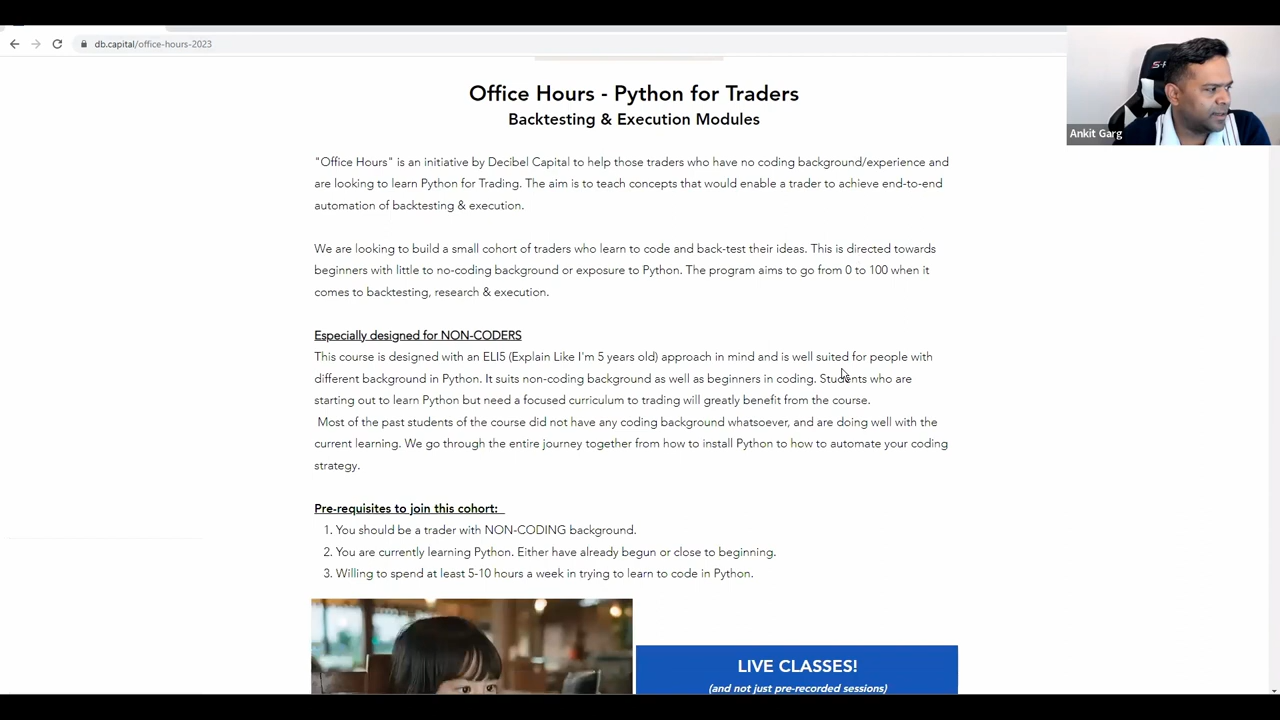 db.capital/office-hours-2023
Office Hours - Python for Traders
Backtesting & Execution Modules
"Office Hours" is an initiative by Decibel Capital to help those traders who have no coding background/experience and
are looking to learn Python for Trading. The aim is to teach concepts that would enable a trader to achieve end-to-end
automation of backtesting & execution.
We are looking to build a small cohort of traders who learn to code and back-test their ideas. This is directed towards
beginners with little to no-coding background or exposure to Python. The program aims to go from 0 to 100 when it
comes to backtesting, research & execution.
Especially designed for NON-CODERS
This course is designed with an ELI5 (Explain Like I'm 5 years old) approach in mind and is well suited for people with
different background in Python. It suits non-coding background as well as beginners in coding. Students who are
starting out to learn Python but need a focused curriculum to trading will greatly benefit from the course.
Most of the past students of the course did not have any coding background whatsoever, and are doing well with the
current learning. We go through the entire journey together from how to install Python to how to automate your coding
strategy.
Pre-requisites to join this cohort:
1. You should be a trader with NON-CODING background.
2. You are currently learning Python. Either have already begun or close to beginning.
3. Willing to spend at least 5-10 hours a week in trying to learn to code in Python.
LIVE CLASSES!
(and not just pre-recorded sessions)
Ankit Garg